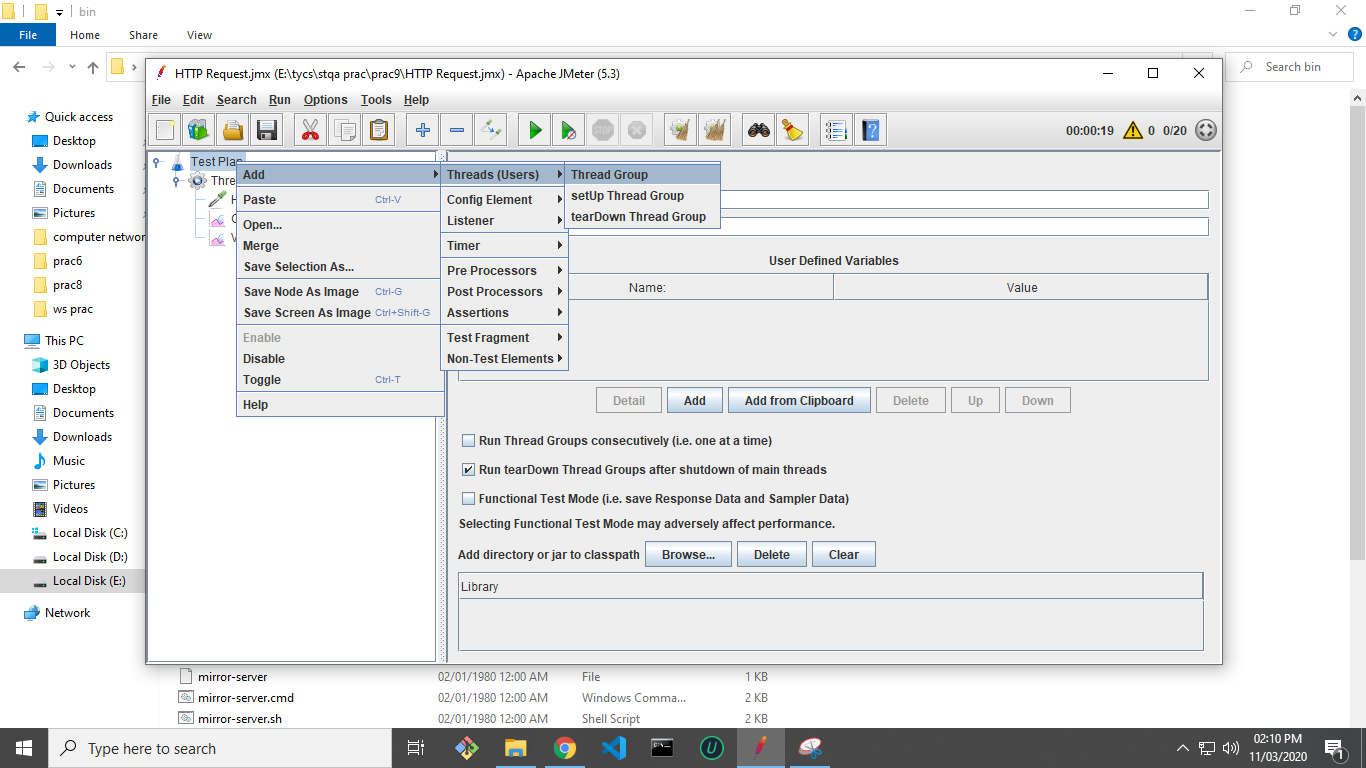 bin
File Home Share View
Search bin
HTTP Request.jmx (E:\tycs\stqa prac\prac9\HTTP Request.jmx) - Apache JMeter (5.3)
File Edit Search Run Options Tools Help
00:00:19 0 0/20
Quick access
Desktop
Downloads
Documents
Pictures
computer networ
prac6
prac8
ws prac
This PC
3D Objects
Desktop
Documents
Downloads
Music
Pictures
Videos
Local Disk (C:)
Local Disk (D:)
Local Disk (E:)
Network
Test Plan
Thre
H
V
Add
Paste Ctrl-V
Open...
Merge
Save Selection As...
Save Node As Image Ctrl-G
Save Screen As Image Ctrl+Shift-G
Enable
Disable
Toggle Ctrl-T
Help
Threads (Users)
Config Element
Listener
Timer
Pre Processors
Post Processors
Assertions
Test Fragment
Non-Test Elements
Thread Group
setUp Thread Group
tearDown Thread Group
User Defined Variables
Name: Value
Detail Add Add from Clipboard Delete Up Down
Run Thread Groups consecutively (i.e. one at a time)
Run tearDown Thread Groups after shutdown of main threads
Functional Test Mode (i.e. save Response Data and Sampler Data)
Selecting Functional Test Mode may adversely affect performance.
Add directory or jar to classpath Browse... Delete Clear
Library
mirror-server 02/01/1980 12:00 AM File 1 KB
mirror-server.cmd 02/01/1980 12:00 AM Windows Comma... 2 KB
mirror-server.sh 02/01/1980 12:00 AM Shell Script 2 KB
Type here to search
02:10 PM
11/03/2020
1